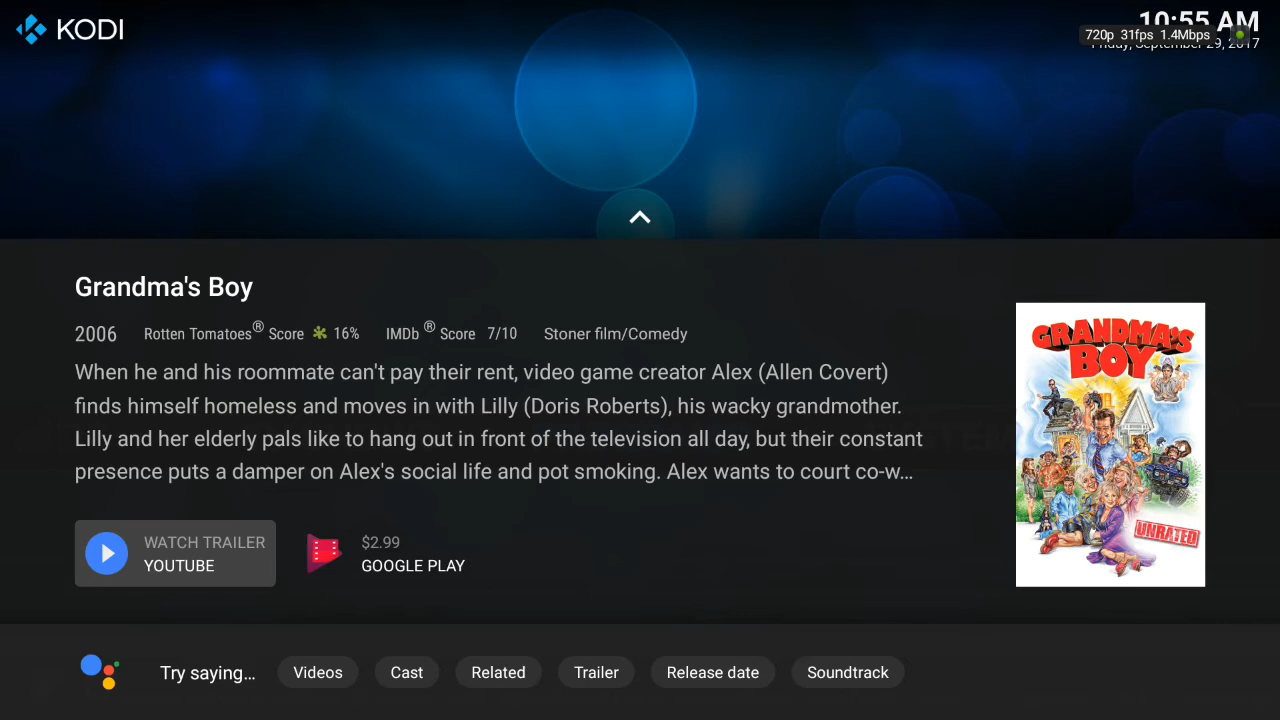 KODI
10:55 AM
720p 31fps 1.4Mbps
Friday, September 29, 2017
Grandma's Boy
2006 Rotten Tomatoes® Score 16% IMDb ® Score 7/10 Stoner film/Comedy
When he and his roommate can't pay their rent, video game creator Alex (Allen Covert)
finds himself homeless and moves in with Lilly (Doris Roberts), his wacky grandmother.
Lilly and her elderly pals like to hang out in front of the television all day, but their constant
presence puts a damper on Alex's social life and pot smoking. Alex wants to court co-w…
GRANDMA'S
BOY
UNRATED
WATCH TRAILER
YOUTUBE
$2.99
GOOGLE PLAY
Try saying... Videos Cast Related Trailer Release date Soundtrack